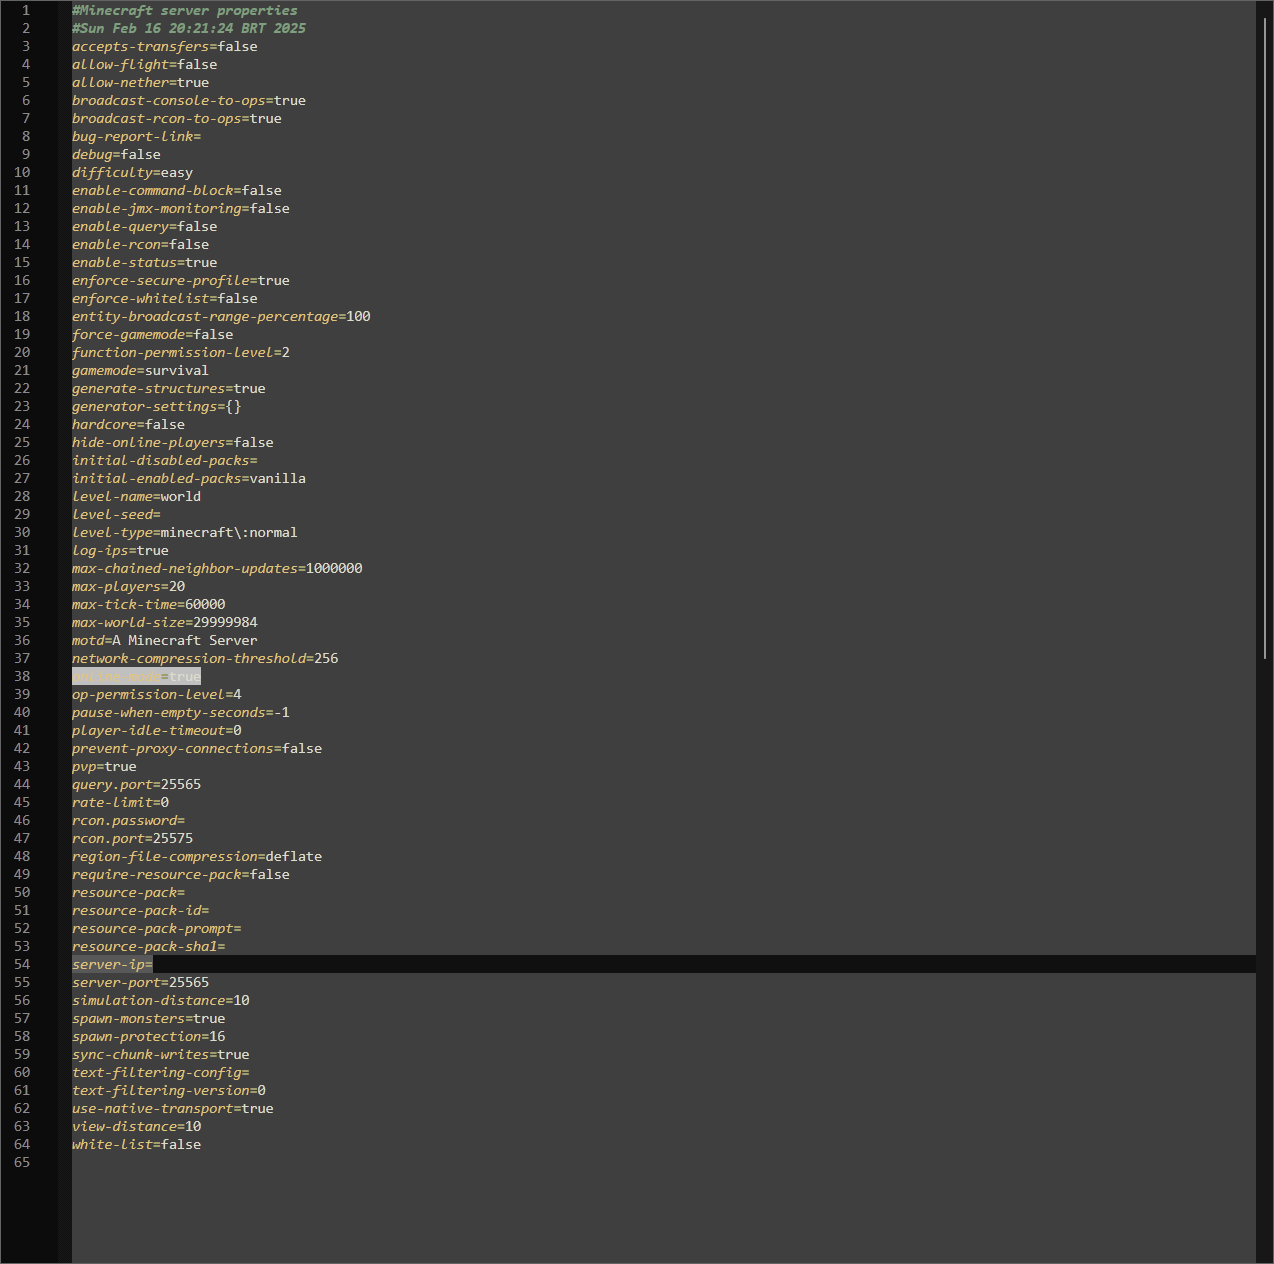 1 #Minecraft server properties
2 #Sun Feb 16 20:21:24 BRT 2025
3 accepts-transfers=false
4 allow-flight=false
5 allow-nether=true
6 broadcast-console-to-ops=true
7 broadcast-rcon-to-ops=true
8 bug-report-link=
9 debug=false
10 difficulty=easy
11 enable-command-block=false
12 enable-jmx-monitoring=false
13 enable-query=false
14 enable-rcon=false
15 enable-status=true
16 enforce-secure-profile=true
17 enforce-whitelist=false
18 entity-broadcast-range-percentage=100
19 force-gamemode=false
20 function-permission-level=2
21 gamemode=survival
22 generate-structures=true
23 generator-settings={}
24 hardcore=false
25 hide-online-players=false
26 initial-disabled-packs=
27 initial-enabled-packs=vanilla
28 level-name=world
29 level-seed=
30 level-type=minecraft\:normal
31 log-ips=true
32 max-chained-neighbor-updates=1000000
33 max-players=20
34 max-tick-time=60000
35 max-world-size=29999984
36 motd=A Minecraft Server
37 network-compression-threshold=256
38 online-mode=true
39 op-permission-level=4
40 pause-when-empty-seconds=-1
41 player-idle-timeout=0
42 prevent-proxy-connections=false
43 pvp=true
44 query.port=25565
45 rate-limit=0
46 rcon.password=
47 rcon.port=25575
48 region-file-compression=deflate
49 require-resource-pack=false
50 resource-pack=
51 resource-pack-id=
52 resource-pack-prompt=
53 resource-pack-sha1=
54 server-ip=
55 server-port=25565
56 simulation-distance=10
57 spawn-monsters=true
58 spawn-protection=16
59 sync-chunk-writes=true
60 text-filtering-config=
61 text-filtering-version=0
62 use-native-transport=true
63 view-distance=10
64 white-list=false
65